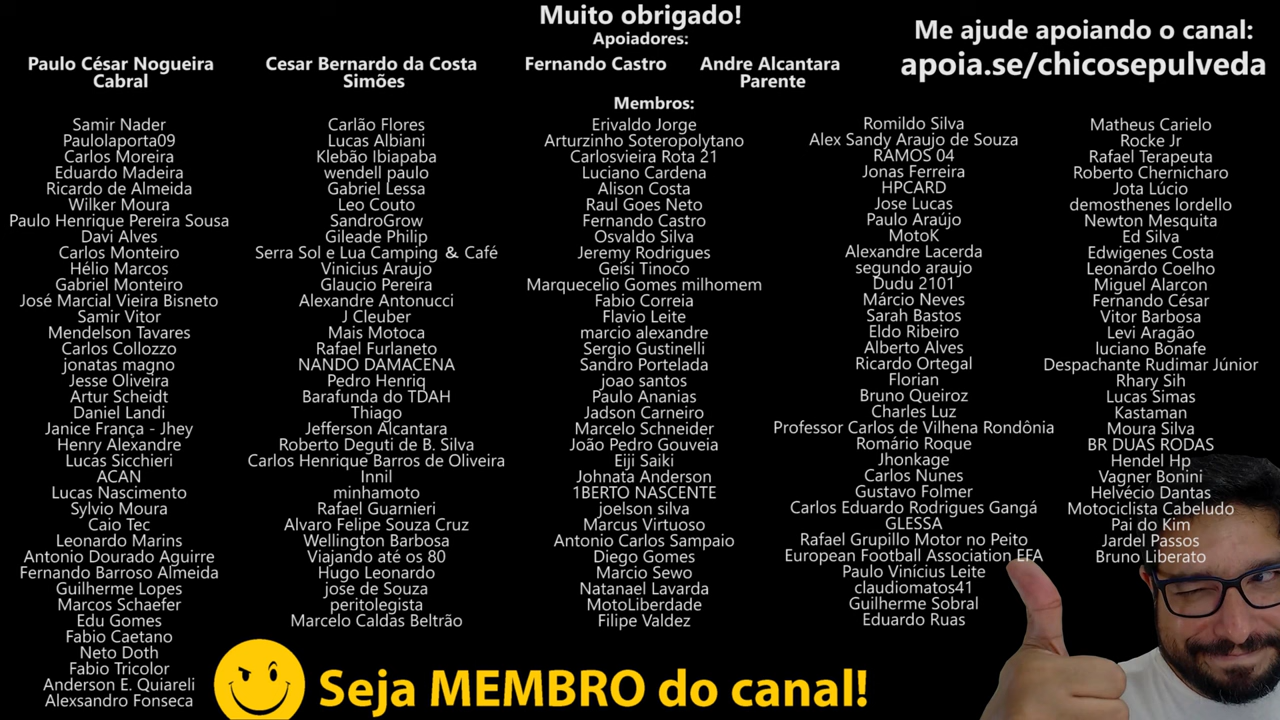 Muito obrigado!
Apoiadores:
Me ajude apoiando o canal:
apoia.se/chicosepulveda
Paulo César Nogueira
Cabral
Cesar Bernardo da Costa
Simões
Fernando Castro
Andre Alcantara
Parente
Membros:
Samir Nader
Paulolaporta09
Carlos Moreira
Eduardo Madeira
Ricardo de Almeida
Wilker Moura
Paulo Henrique Pereira Sousa
Davi Alves
Carlos Monteiro
Hélio Marcos
Gabriel Monteiro
José Marcial Vieira Bisneto
Samir Vitor
Mendelson Tavares
Carlos Collozzo
jonatas magno
Jesse Oliveira
Artur Scheidt
Daniel Landi
Janice França - Jhey
Henry Alexandre
Lucas Sicchieri
ACAN
Lucas Nascimento
Sylvio Moura
Caio Tec
Leonardo Marins
Antonio Dourado Aguirre
Fernando Barroso Almeida
Guilherme Lopes
Marcos Schaefer
Edu Gomes
Fabio Caetano
Neto Doth
Fabio Tricolor
Anderson E. Quiareli
Alexsandro Fonseca
Carlão Flores
Lucas Albiani
Klebão Ibiapaba
wendell paulo
Gabriel Lessa
Leo Couto
SandroGrow
Gileade Philip
Serra Sol e Lua Camping & Café
Vinicius Araujo
Glaucio Pereira
Alexandre Antonucci
J Cleuber
Mais Motoca
Rafael Furlaneto
NANDO DAMACENA
Pedro Henriq
Barafunda do TDAH
Thiago
Jefferson Alcantara
Roberto Deguti de B. Silva
Carlos Henrique Barros de Oliveira
Innil
minhamoto
Rafael Guarnieri
Alvaro Felipe Souza Cruz
Wellington Barbosa
Viajando até os 80
Hugo Leonardo
jose de Souza
peritolegista
Marcelo Caldas Beltrão
Erivaldo Jorge
Arturzinho Soteropolytano
Carlosvieira Rota 21
Luciano Cardena
Alison Costa
Raul Goes Neto
Fernando Castro
Osvaldo Silva
Jeremy Rodrigues
Geisi Tinoco
Marquecelio Gomes milhomem
Fabio Correia
Flavio Leite
marcio alexandre
Sergio Gustinelli
Sandro Portelada
joao santos
Paulo Ananias
Jadson Carneiro
Marcelo Schneider
João Pedro Gouveia
Eiji Saiki
Johnata Anderson
1BERTO NASCENTE
joelson silva
Marcus Virtuoso
Antonio Carlos Sampaio
Diego Gomes
Marcio Sewo
Natanael Lavarda
MotoLiberdade
Filipe Valdez
Romildo Silva
Alex Sandy Araujo de Souza
RAMOS 04
Jonas Ferreira
HPCARD
Jose Lucas
Paulo Araújo
MotoK
Alexandre Lacerda
segundo araujo
Dudu 2101
Márcio Neves
Sarah Bastos
Eldo Ribeiro
Alberto Alves
Ricardo Ortegal
Florian
Bruno Queiroz
Charles Luz
Professor Carlos de Vilhena Rondônia
Romário Roque
Jhonkage
Carlos Nunes
Gustavo Folmer
Carlos Eduardo Rodrigues Gangá
GLESSA
Rafael Grupillo Motor no Peito
European Football Association EFA
Paulo Vinícius Leite
claudiomatos41
Guilherme Sobral
Eduardo Ruas
Matheus Carielo
Rocke Jr
Rafael Terapeuta
Roberto Chernicharo
Jota Lúcio
demosthenes lordello
Newton Mesquita
Ed Silva
Edwigenes Costa
Leonardo Coelho
Miguel Alarcon
Fernando César
Vitor Barbosa
Levi Aragão
luciano Bonafe
Despachante Rudimar Júnior
Rhary Sih
Lucas Simas
Kastaman
Moura Silva
BR DUAS RODAS
Hendel Hp
Vagner Bonini
Helvécio Dantas
Motociclista Cabeludo
Pai do Kim
Jardel Passos
Bruno Liberato
Seja MEMBRO do canal!